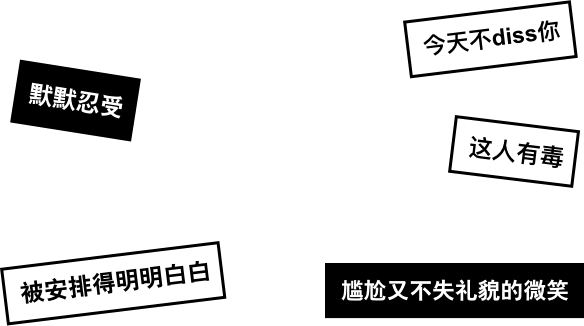 今天不diss你
默默忍受
这人有毒
被安排得明明白白
尴尬又不失礼貌的微笑